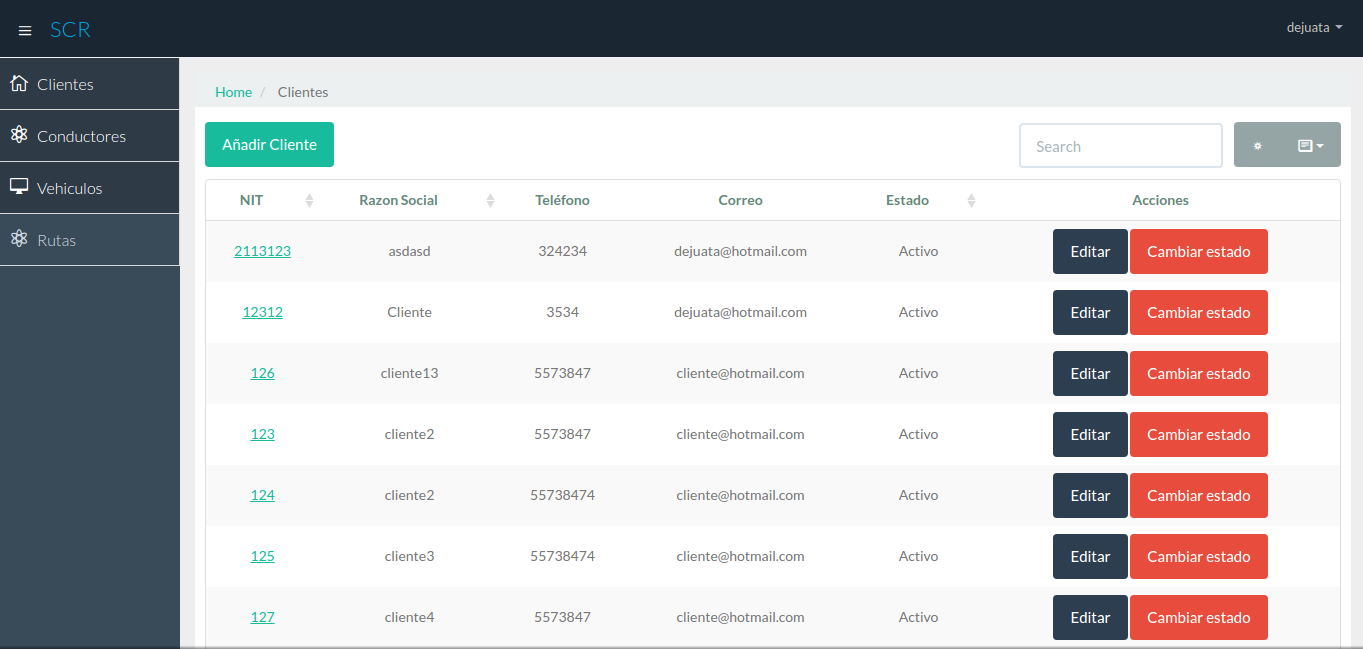 SCR
dejuata
Clientes
Conductores
Vehiculos
Rutas
Home / Clientes
Añadir Cliente
Search
NIT Razon Social Teléfono Correo Estado Acciones
2113123 asdasd 324234 dejuata@hotmail.com Activo Editar Cambiar estado
12312 Cliente 3534 dejuata@hotmail.com Activo Editar Cambiar estado
126 cliente13 5573847 cliente@hotmail.com Activo Editar Cambiar estado
123 cliente2 5573847 cliente@hotmail.com Activo Editar Cambiar estado
124 cliente2 55738474 cliente@hotmail.com Activo Editar Cambiar estado
125 cliente3 55738474 cliente@hotmail.com Activo Editar Cambiar estado
127 cliente4 5573847 cliente@hotmail.com Activo Editar Cambiar estado